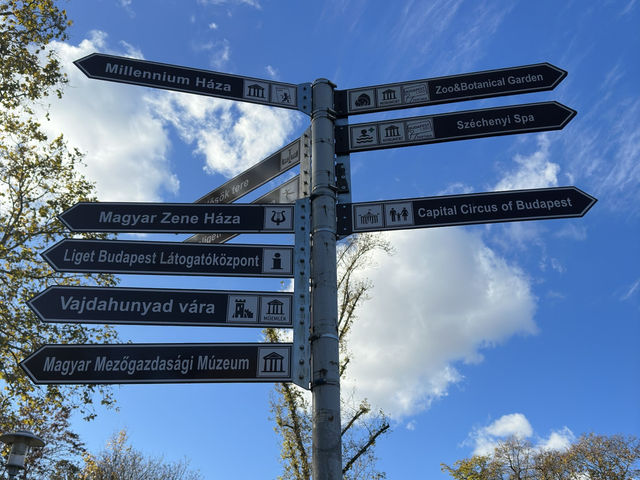 Millennium Háza
Zoo&Botanical Garden
Széchenyi Spa
tere
Magyar Zene Háza
Capital Circus of Budapest
Liget Budapest Látogatóközpont
Vajdahunyad vára
MŰEMLÉK
Magyar Mezőgazdasági Múzeum